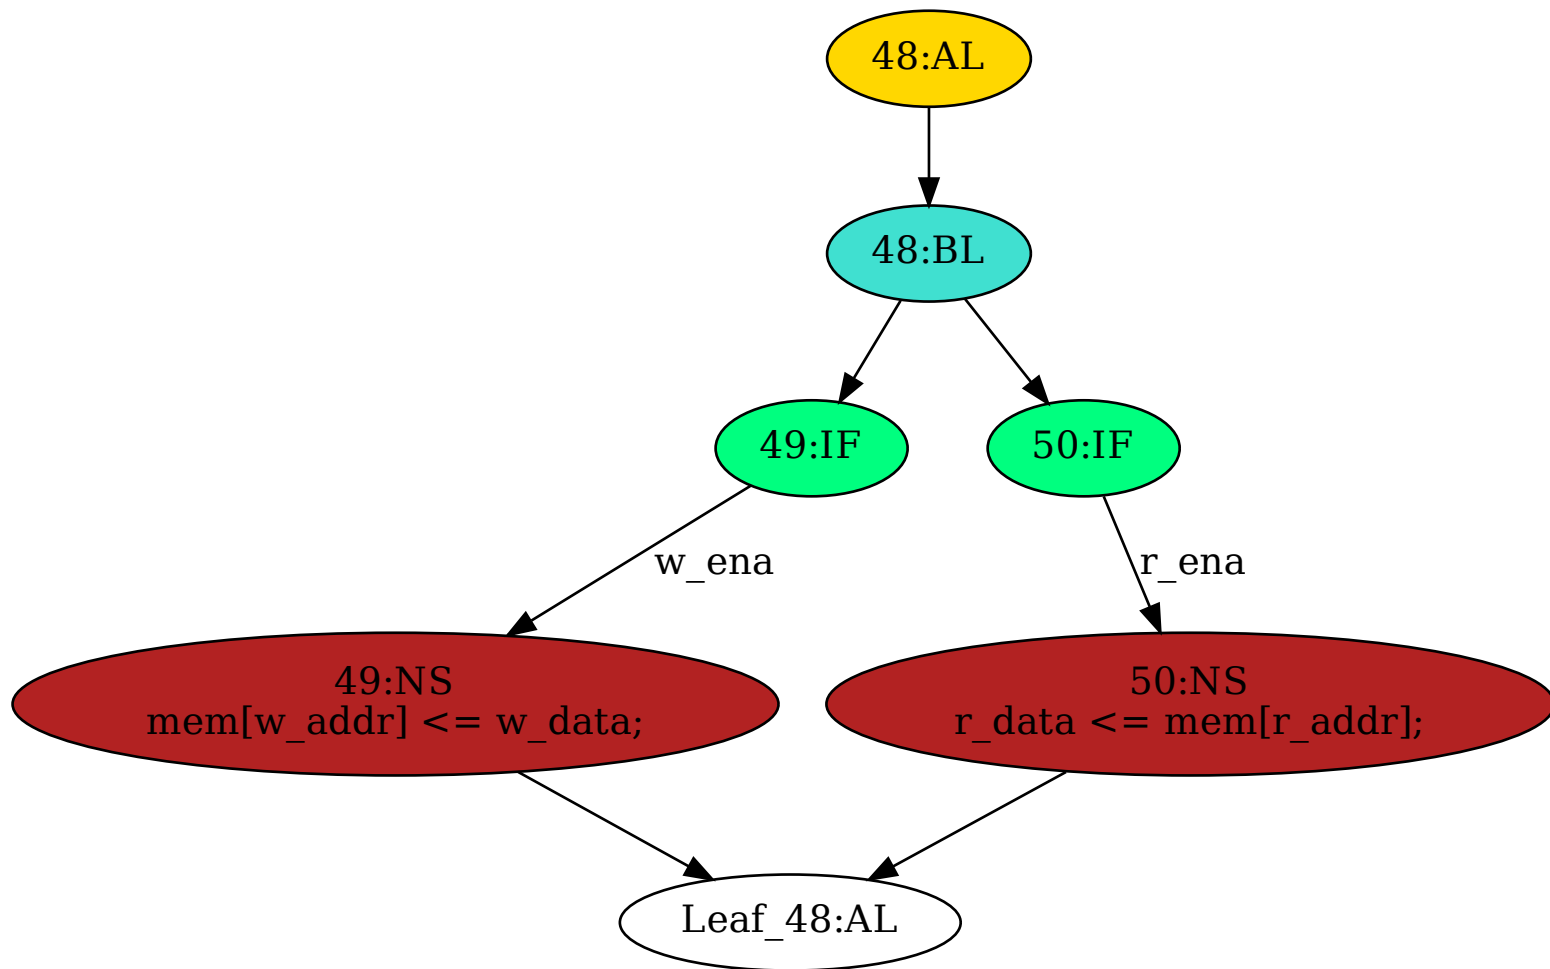 48:AL
48:BL
49:IF
50:IF
w_ena
r_ena
49:NS
mem[w_addr] <= w_data;
50:NS
r_data <= mem[r_addr];
Leaf_48:AL